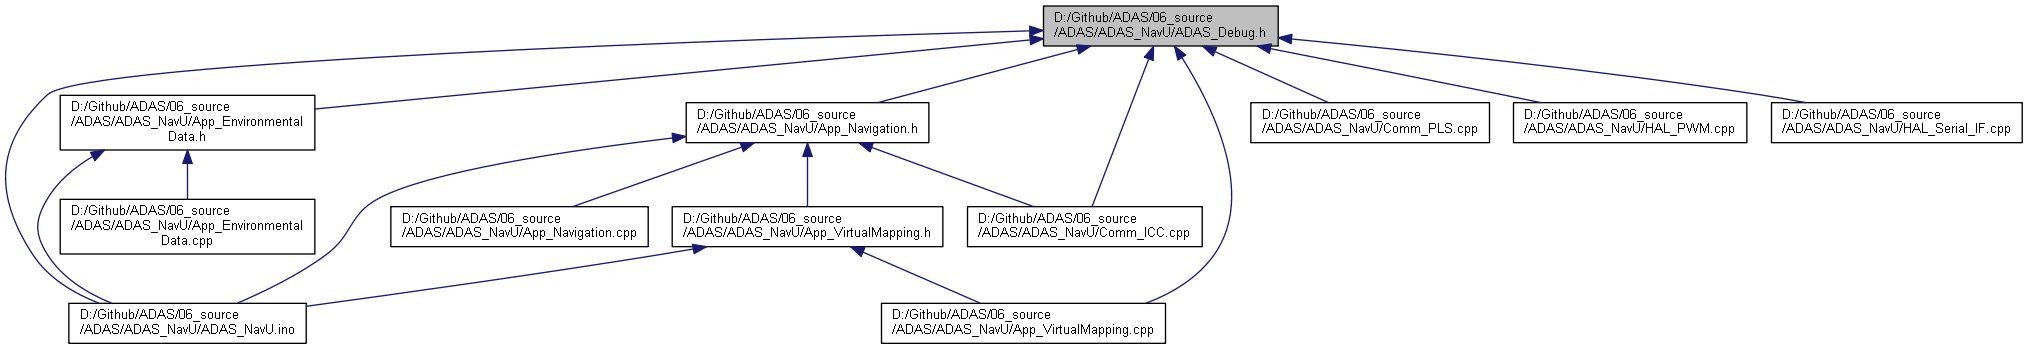 D:/Github/ADAS/06_source
/ADAS/ADAS_NavU/ADAS_Debug.h
D:/Github/ADAS/06_source
/ADAS/ADAS_NavU/App_Environmental
Data.h
D:/Github/ADAS/06_source
/ADAS/ADAS_NavU/App_Navigation.h
D:/Github/ADAS/06_source
/ADAS/ADAS_NavU/Comm_PLS.cpp
D:/Github/ADAS/06_source
/ADAS/ADAS_NavU/HAL_PWM.cpp
D:/Github/ADAS/06_source
/ADAS/ADAS_NavU/HAL_Serial_IF.cpp
D:/Github/ADAS/06_source
/ADAS/ADAS_NavU/App_Environmental
Data.cpp
D:/Github/ADAS/06_source
/ADAS/ADAS_NavU/App_Navigation.cpp
D:/Github/ADAS/06_source
/ADAS/ADAS_NavU/App_VirtualMapping.h
D:/Github/ADAS/06_source
/ADAS/ADAS_NavU/Comm_ICC.cpp
D:/Github/ADAS/06_source
/ADAS/ADAS_NavU/ADAS_NavU.ino
D:/Github/ADAS/06_source
/ADAS/ADAS_NavU/App_VirtualMapping.cpp